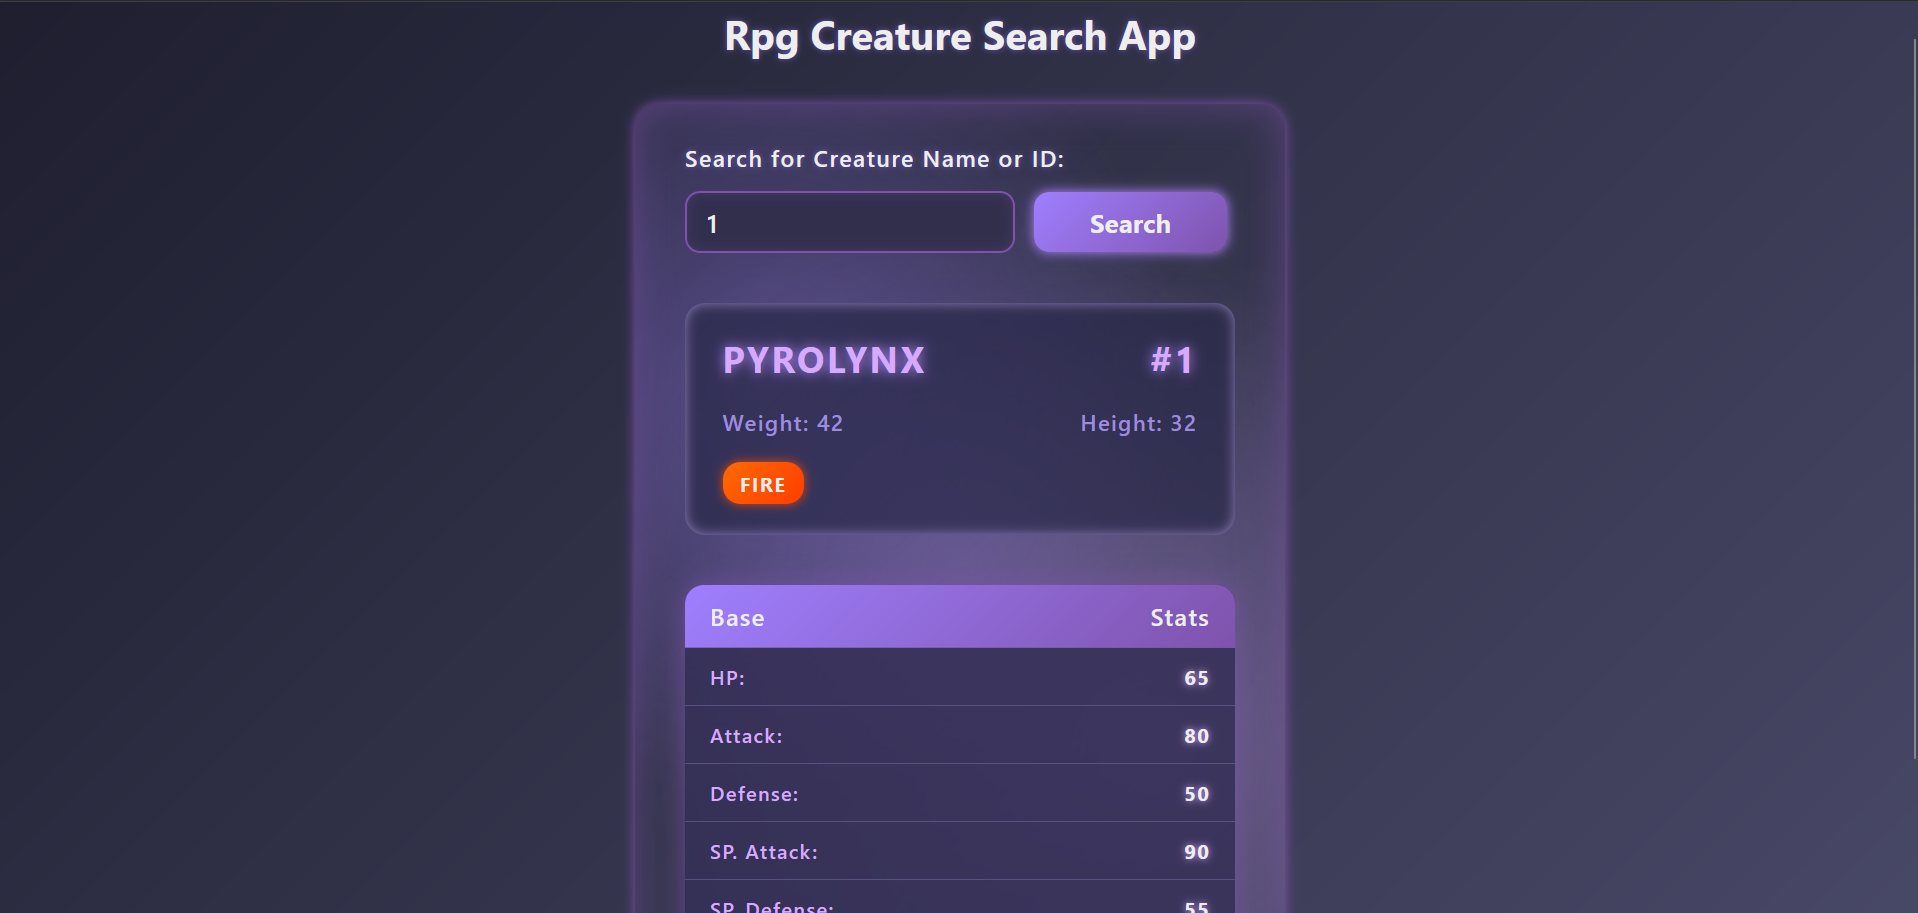 Rpg Creature Search App
Search for Creature Name or ID:
1 Search
PYROLYNX #1
Weight: 42 Height: 32
FIRE
Base Stats
HP: 65
Attack: 80
Defense: 50
SP. Attack: 90
SP. Defense: 55